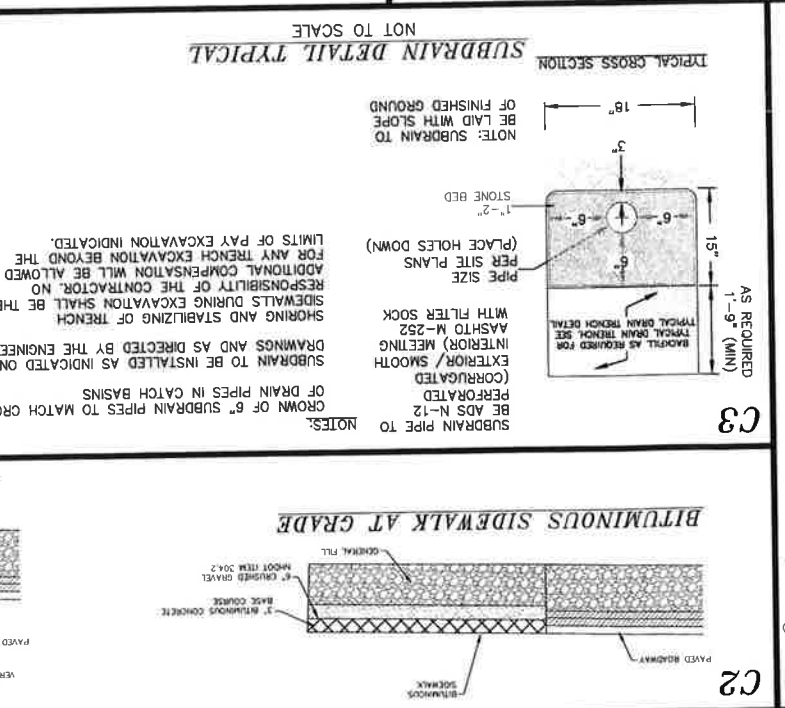 C2
BITUMINOUS
SIDEWALK
PAVED ROADWAY
3" BITUMINOUS CONCRETE
BASE COURSE
6" CRUSHED GRAVEL
NHDOT ITEM 304.2
GENERAL FILL
BITUMINOUS SIDEWALK AT GRADE
VER
PAVED
C3
AS REQUIRED
1'-9" (MIN)
15"
BACKFILL AS REQUIRED FOR
TYPICAL DRAIN TRENCH, SEE
TYPICAL DRAIN TRENCH DETAIL
6"
6"
6"
3"
18"
SUBDRAIN PIPE TO
BE ADS N-12
PERFORATED
(CORRUGATED
EXTERIOR/ SMOOTH
INTERIOR) MEETING
AASHTO M-252
WITH FILTER SOCK
PIPE SIZE
PER SITE PLANS
(PLACE HOLES DOWN)
1"-2"
STONE BED
NOTE: SUBDRAIN TO
BE LAID WITH SLOPE
OF FINISHED GROUND
NOTES:
CROWN OF 6" SUBDRAIN PIPES TO MATCH CRO
OF DRAIN PIPES IN CATCH BASINS
SUBDRAIN TO BE INSTALLED AS INDICATED ON
DRAWINGS AND AS DIRECTED BY THE ENGINEE
SHORING AND STABILIZING OF TRENCH
SIDEWALLS DURING EXCAVATION SHALL BE THE
RESPONSIBILITY OF THE CONTRACTOR. NO
ADDITIONAL COMPENSATION WILL BE ALLOWED
FOR ANY TRENCH EXCAVATION BEYOND THE
LIMITS OF PAY EXCAVATION INDICATED.
TYPICAL CROSS SECTION
SUBDRAIN DETAIL TYPICAL
NOT TO SCALE